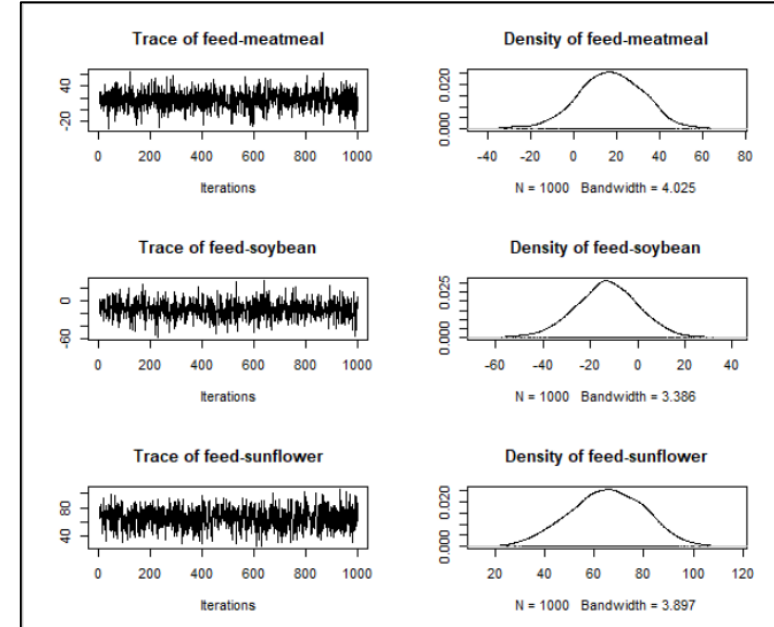 Trace of feed-meatmeal
40
-20
0 200 400 600 800 1000
Iterations
Density of feed-meatmeal
0.020
0.000
-40 -20 0 20 40 60 80
N = 1000 Bandwidth = 4.025
Trace of feed-soybean
0
-60
0 200 400 600 800 1000
Iterations
Density of feed-soybean
0.025
0.000
-60 -40 -20 0 20 40
N = 1000 Bandwidth = 3.386
Trace of feed-sunflower
80
40
0 200 400 600 800 1000
Iterations
Density of feed-sunflower
0.020
0.000
20 40 60 80 100 120
N = 1000 Bandwidth = 3.897